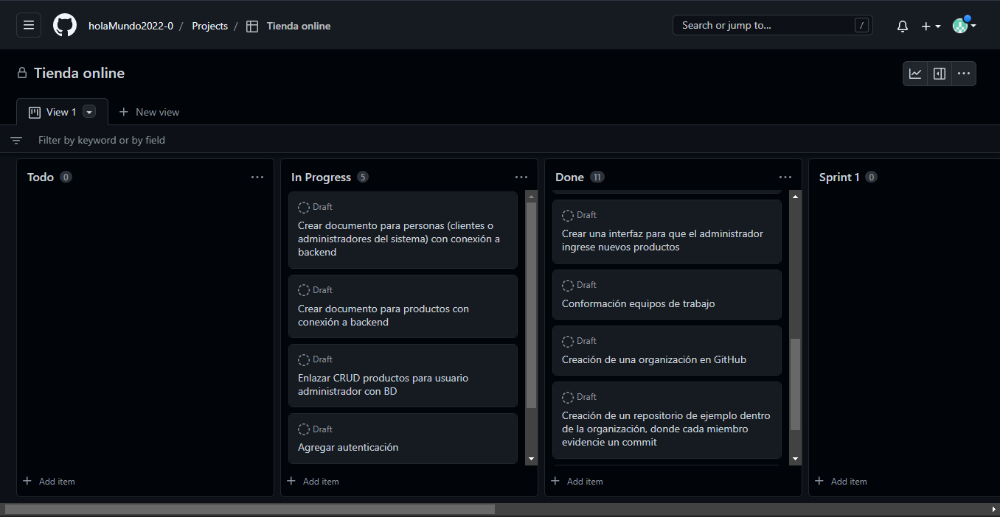 holaMundo2022-0 / Projects / Tienda online
Search or jump to... /
Tienda online
View 1
New view
Filter by keyword or by field
Todo 0
Add item
In Progress 5
Draft
Crear documento para personas (clientes o
administradores del sistema) con conexión a
backend
Draft
Crear documento para productos con
conexión a backend
Draft
Enlazar CRUD productos para usuario
administrador con BD
Draft
Agregar autenticación
Add item
Done 11
Draft
Crear una interfaz para que el administrador
ingrese nuevos productos
Draft
Conformación equipos de trabajo
Draft
Creación de una organización en GitHub
Draft
Creación de un repositorio de ejemplo dentro
de la organización, donde cada miembro
evidencie un commit
Add item
Sprint 1 0
Add item